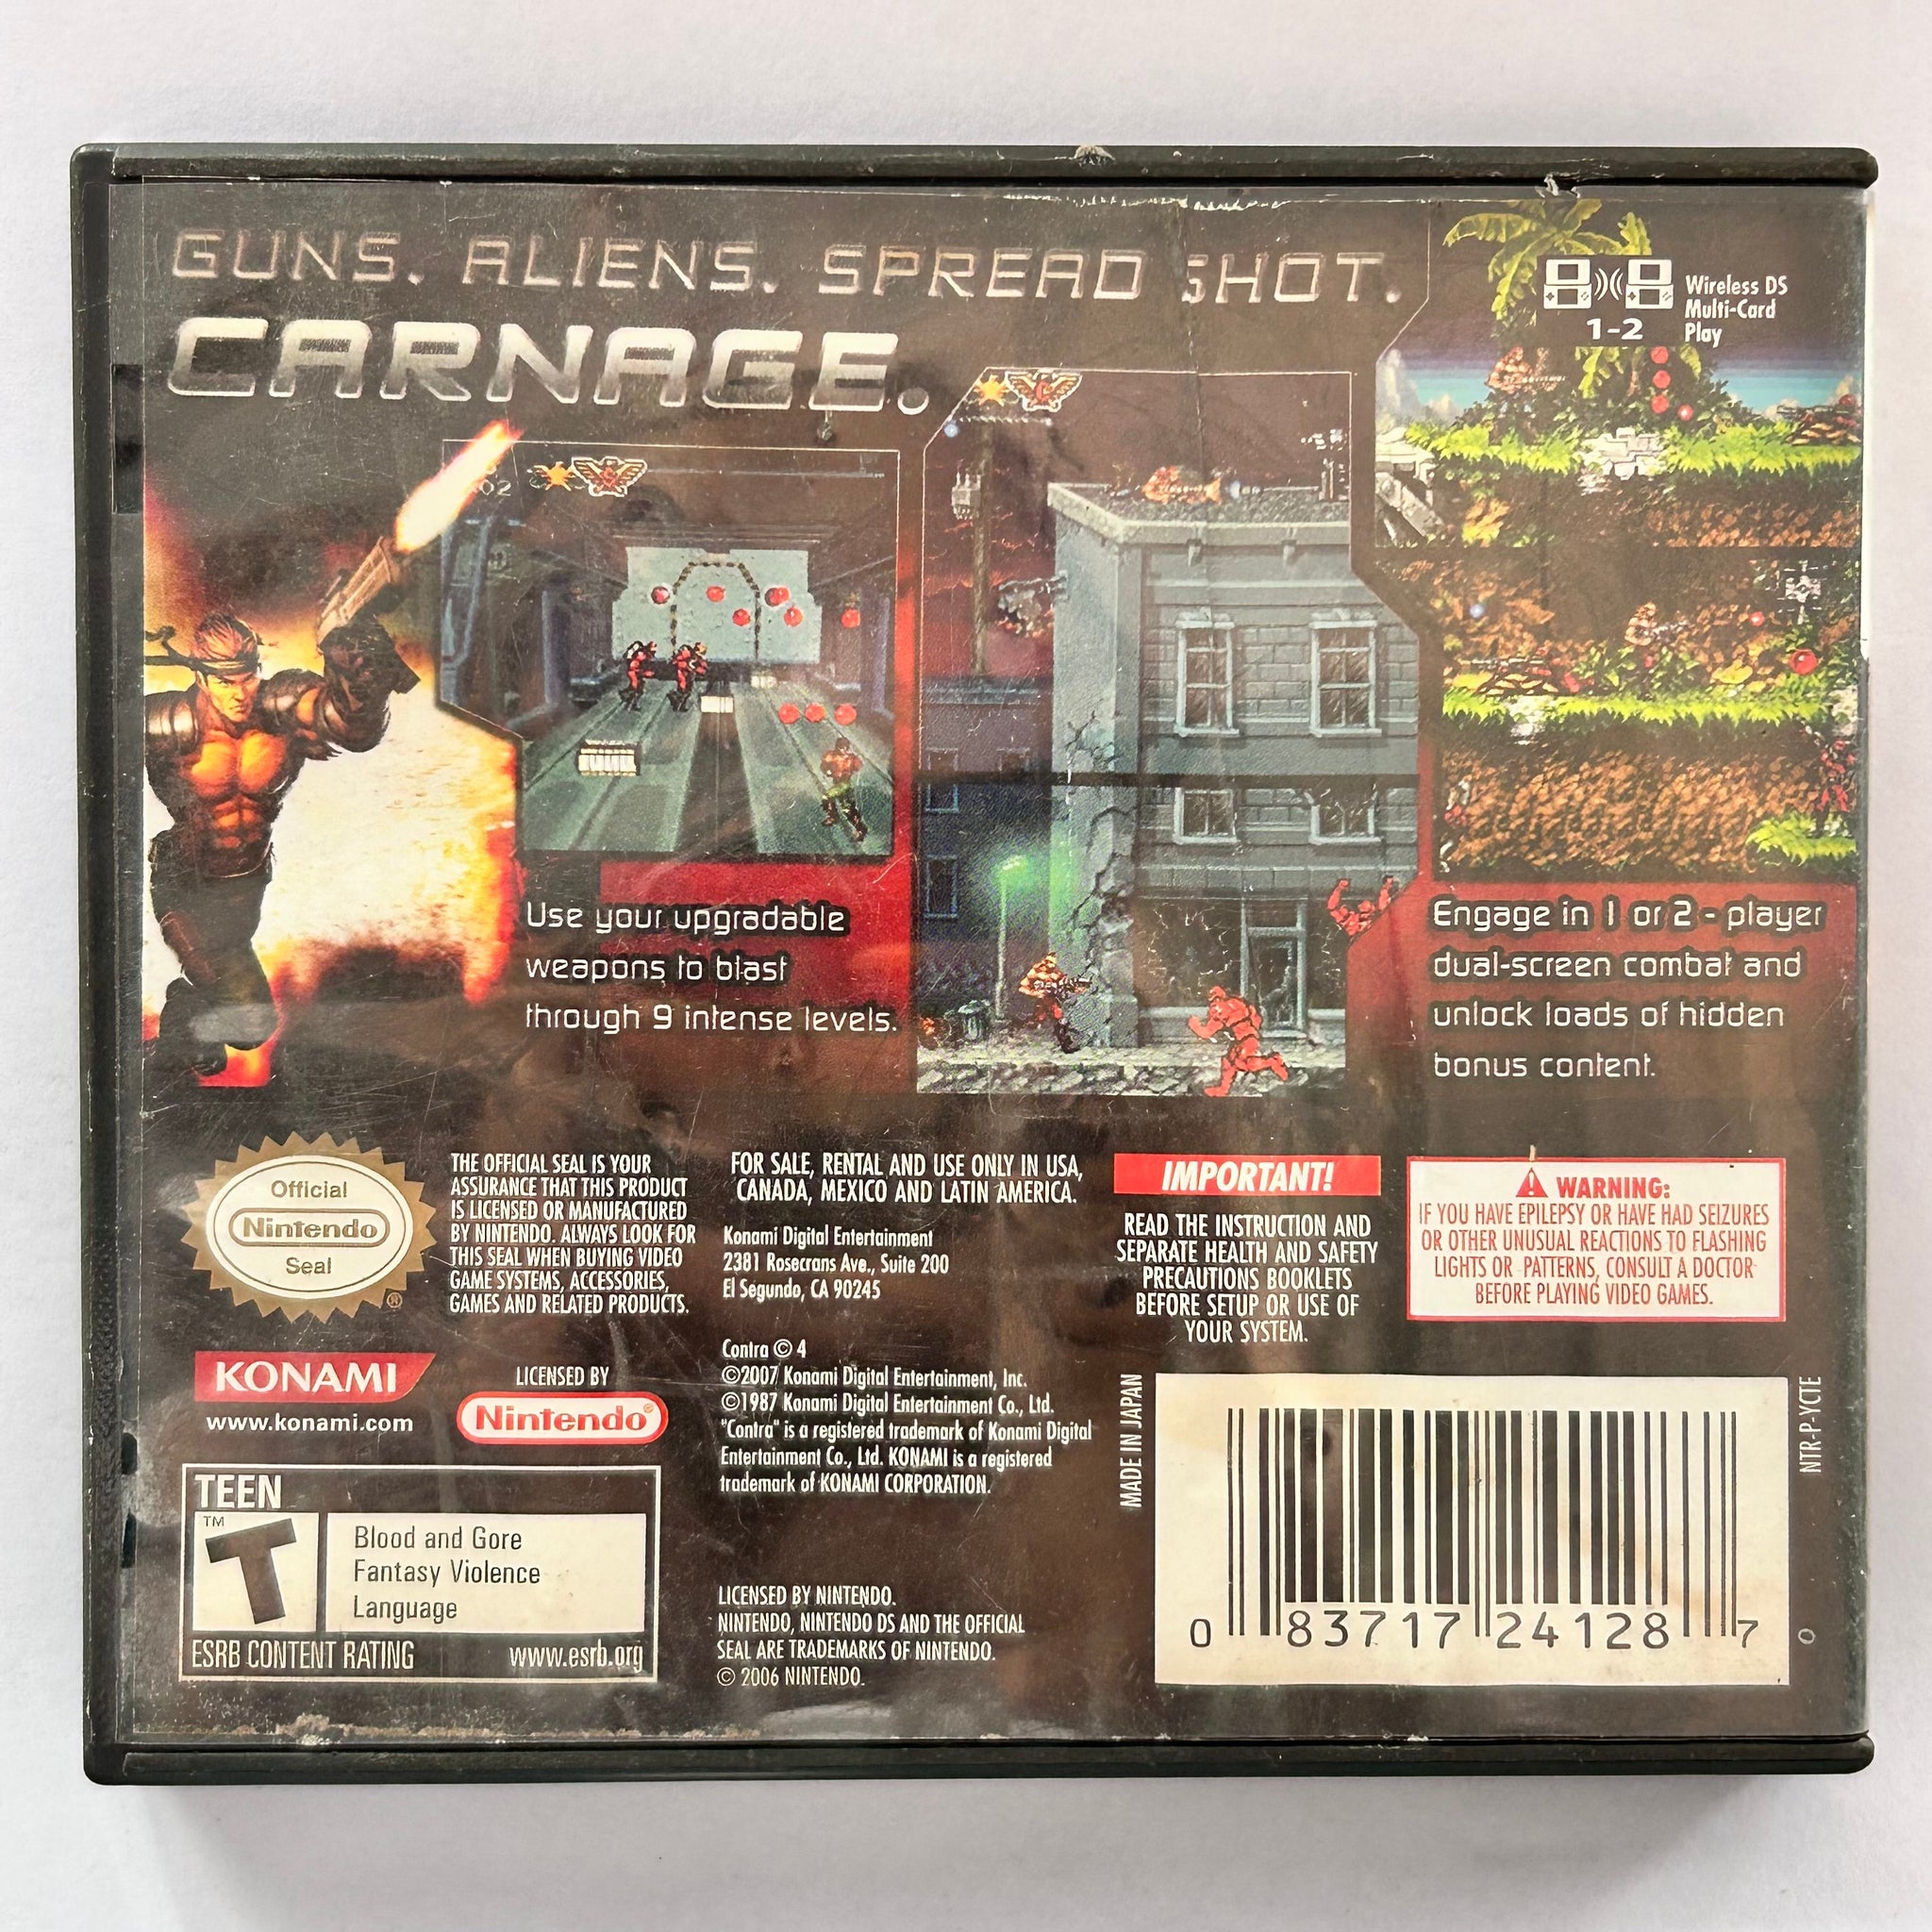 GUNS. ALIENS. SPREAD SHOT.
CARNAGE.
Wireless DS
Multi-Card
Play
1-2
02
Use your upgradable
weapons to blast
through 9 intense levels.
Engage in 1 or 2 - player
dual-screen combat and
unlock loads of hidden
bonus content.
Official
Nintendo
Seal
®
THE OFFICIAL SEAL IS YOUR
ASSURANCE THAT THIS PRODUCT
IS LICENSED OR MANUFACTURED
BY NINTENDO. ALWAYS LOOK FOR
THIS SEAL WHEN BUYING VIDEO
GAME SYSTEMS, ACCESSORIES,
GAMES AND RELATED PRODUCTS.
KONAMI
www.konami.com
LICENSED BY
Nintendo®
TEEN
T
TM
Blood and Gore
Fantasy Violence
Language
ESRB CONTENT RATING www.esrb.org
FOR SALE, RENTAL AND USE ONLY IN USA,
CANADA, MEXICO AND LATIN AMERICA.
Konami Digital Entertainment
2381 Rosecrans Ave., Suite 200
El Segundo, CA 90245
Contra © 4
©2007 Konami Digital Entertainment, Inc.
©1987 Konami Digital Entertainment Co., Ltd.
"Contra" is a registered trademark of Konami Digital
Entertainment Co., Ltd. KONAMI is a registered
trademark of KONAMI CORPORATION.
LICENSED BY NINTENDO.
NINTENDO, NINTENDO DS AND THE OFFICIAL
SEAL ARE TRADEMARKS OF NINTENDO.
© 2006 NINTENDO.
IMPORTANT!
READ THE INSTRUCTION AND
SEPARATE HEALTH AND SAFETY
PRECAUTIONS BOOKLETS
BEFORE SETUP OR USE OF
YOUR SYSTEM.
WARNING:
IF YOU HAVE EPILEPSY OR HAVE HAD SEIZURES
OR OTHER UNUSUAL REACTIONS TO FLASHING
LIGHTS OR PATTERNS, CONSULT A DOCTOR
BEFORE PLAYING VIDEO GAMES.
MADE IN JAPAN
NTR-P-YCTE
0 83717 24128 7
0